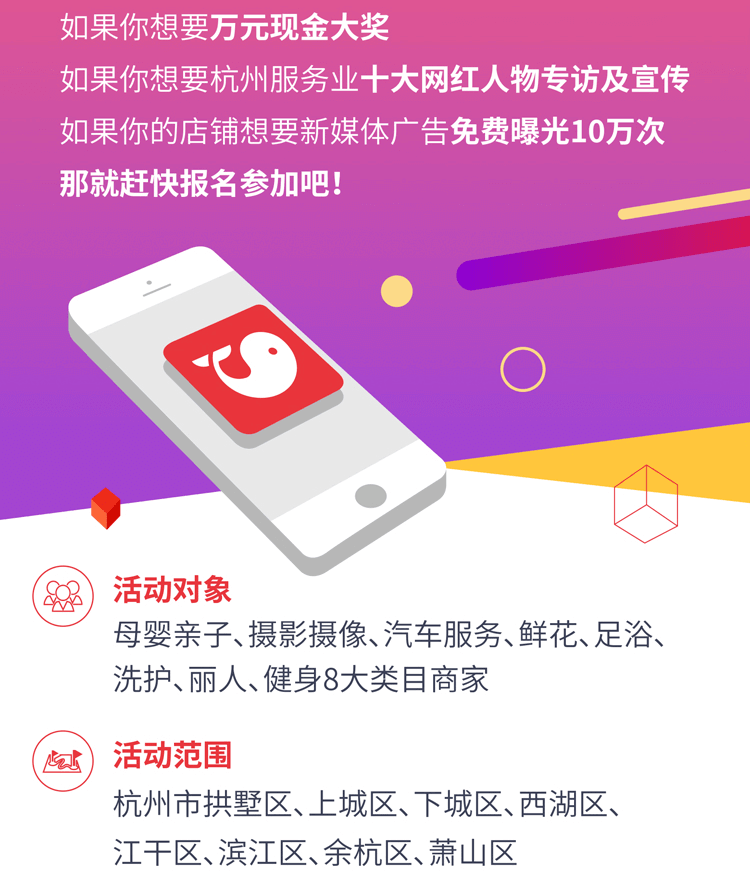 如果你想要万元现金大奖
如果你想要杭州服务业十大网红人物专访及宣传
如果你的店铺想要新媒体广告免费曝光10万次
那就赶快报名参加吧！
活动对象
母婴亲子、摄影摄像、汽车服务、鲜花、足浴、
洗护、丽人、健身8大类目商家
活动范围
杭州市拱墅区、上城区、下城区、西湖区、
江干区、滨江区、余杭区、萧山区